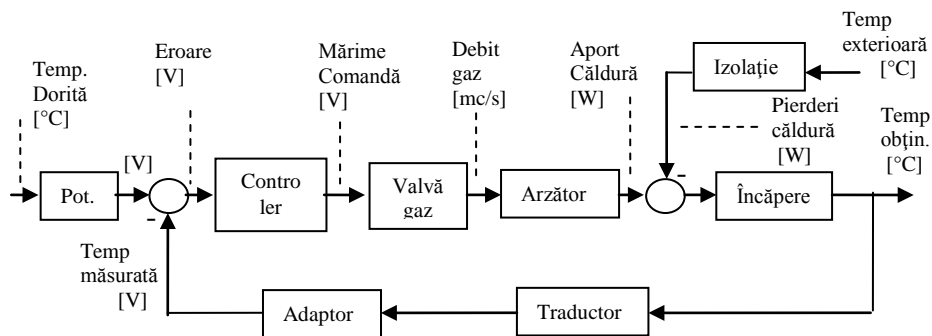 Temp.
Dorită
[°C]
[V]
Pot.
-
Eroare
[V]
Contro
ler
Mărime
Comandă
[V]
Valvă
gaz
Debit
gaz
[mc/s]
Arzător
Aport
Căldură
[W]
-
Izolație
Temp
exterioară
[°C]
Pierderi
căldură
[W]
Încăpere
Temp
obțin.
[°C]
Temp
măsurată
[V]
Adaptor
Traductor